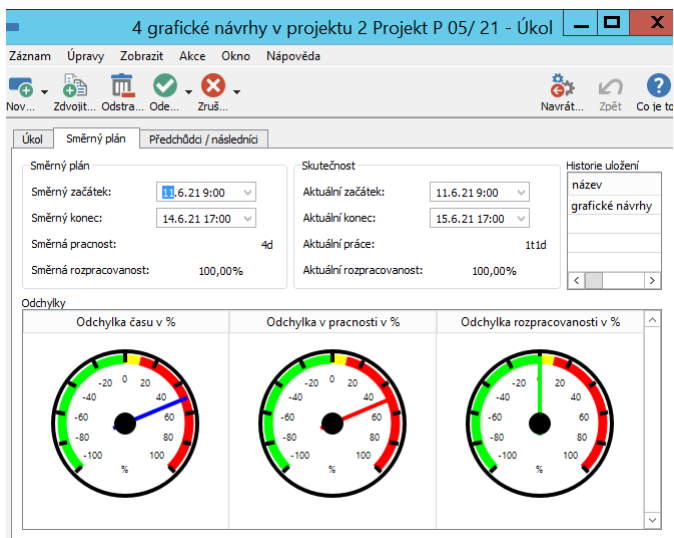 4 grafické návrhy v projektu 2 Projekt P 05/ 21 - Úkol
Záznam Úpravy Zobrazit Akce Okno Nápověda
Nov... Zdvojit... Odstra... Ode... Zruš... Navrát... Zpět Co je to
Úkol Směrný plán Předchůdci / následníci
Směrný plán Skutečnost Historie uložení
název
Směrný začátek: 11.6.21 9:00 Aktuální začátek: 11.6.21 9:00
grafické návrhy
Směrný konec: 14.6.21 17:00 Aktuální konec: 15.6.21 17:00
Směrná pracnost: 4d Aktuální práce: 1t1d
Směrná rozpracovanost: 100,00% Aktuální rozpracovanost: 100,00%
Odchylky
Odchylka času v % Odchylka v pracnosti v % Odchylka rozpracovanosti v %
-20 0 20 -20 0 20 -20 0 20
-40 40 -40 40 -40 40
-60 60 -60 60 -60 60
-80 80 -80 80 -80 80
-100 100 -100 100 -100 100
% % %